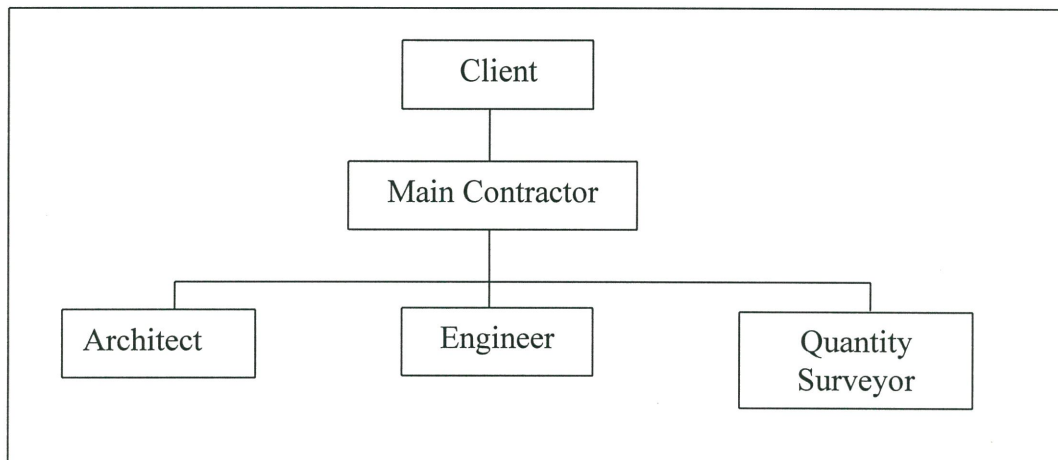 Client
Main Contractor
Architect
Engineer
Quantity
Surveyor